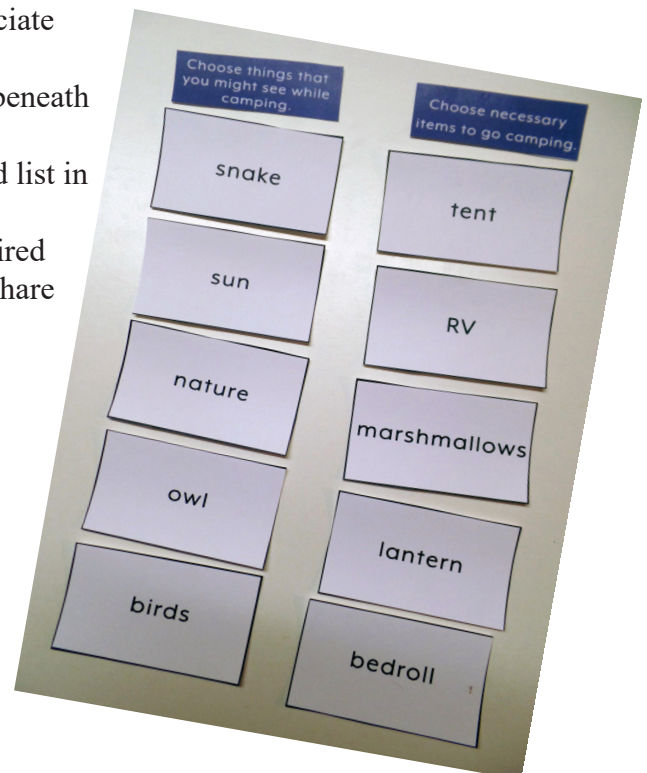 ciate
beneath
d list in
ired
hare
Choose things that
you might see while
camping.
snake
sun
nature
owl
birds
Choose necessary
items to go camping.
tent
RV
marshmallows
lantern
bedroll